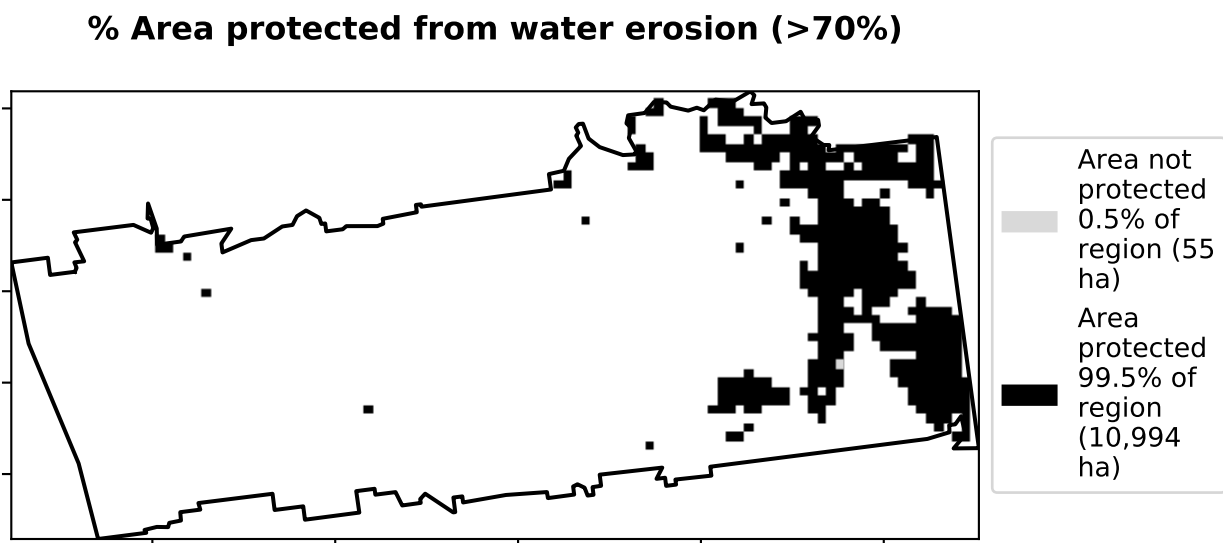 % Area protected from water erosion (>70%)
Area not
protected
0.5% of
region (55
ha)
Area
protected
99.5% of
region
(10,994
ha)